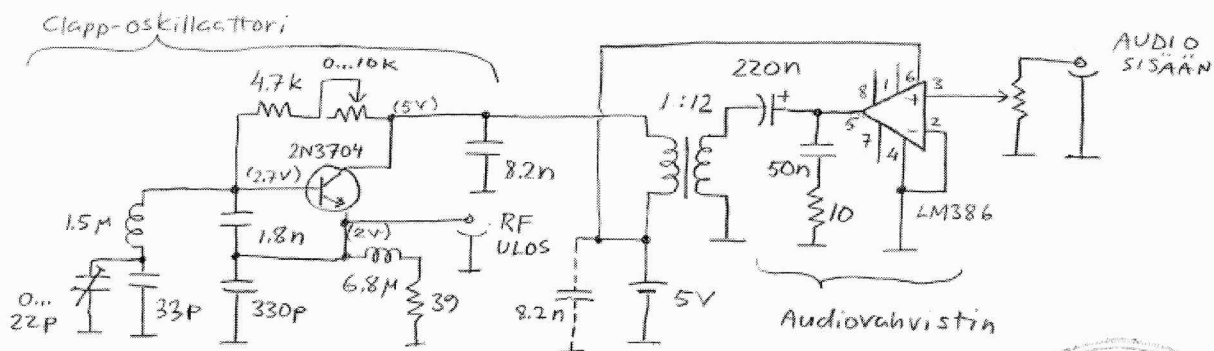 Clapp-oskillaattori
0...10k
4.7k
(5V)
2N3704
(2.7V)
(2V)
1.5µ
1.8n
0...
22p
33p
330p
6.8µ
39
RF
ULOS
8.2n
8.2n
5V
1:12
220n
+
50n
10
8
1
6
3
5
7
4
2
+
-
LM386
AUDIO
SISÄÄN
Audiovahvistin